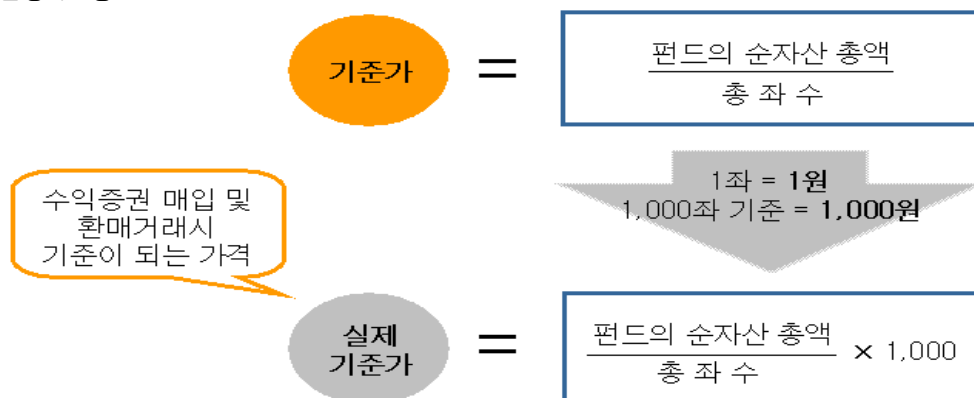 기준가 = 펀드의 순자산 총액
총 좌 수
1좌 = 1원
1,000좌 기준 = 1,000원
수익증권 매입 및
환매거래시
기준이 되는 가격
실제
기준가 = 펀드의 순자산 총액
총 좌 수
× 1,000